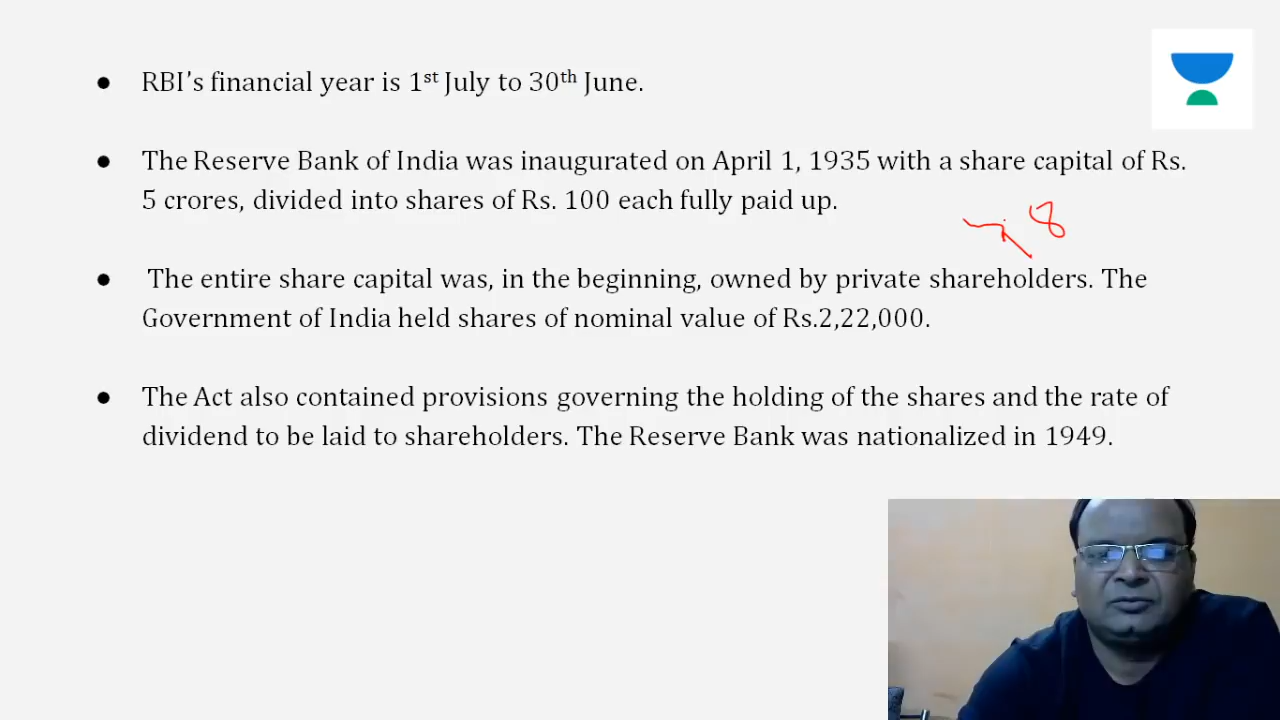 ● RBI’s financial year is 1st July to 30th June.
● The Reserve Bank of India was inaugurated on April 1, 1935 with a share capital of Rs.
5 crores, divided into shares of Rs. 100 each fully paid up.
8
● The entire share capital was, in the beginning, owned by private shareholders. The
Government of India held shares of nominal value of Rs.2,22,000.
● The Act also contained provisions governing the holding of the shares and the rate of
dividend to be laid to shareholders. The Reserve Bank was nationalized in 1949.